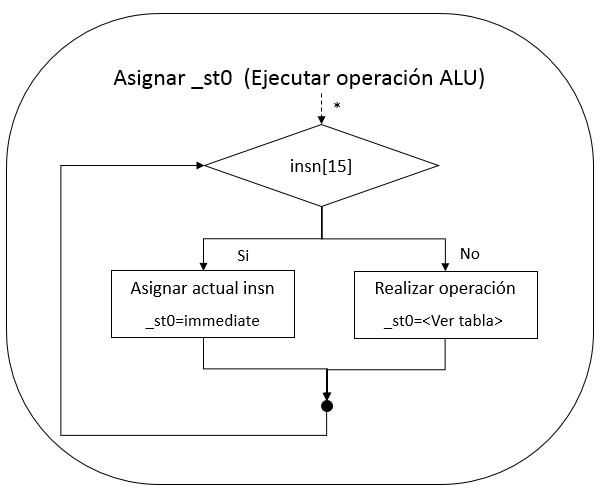 Asignar _st0 (Ejecutar operación ALU)
*
insn[15]
Si
No
Asignar actual insn
_st0=immediate
Realizar operación
_st0=<Ver tabla>